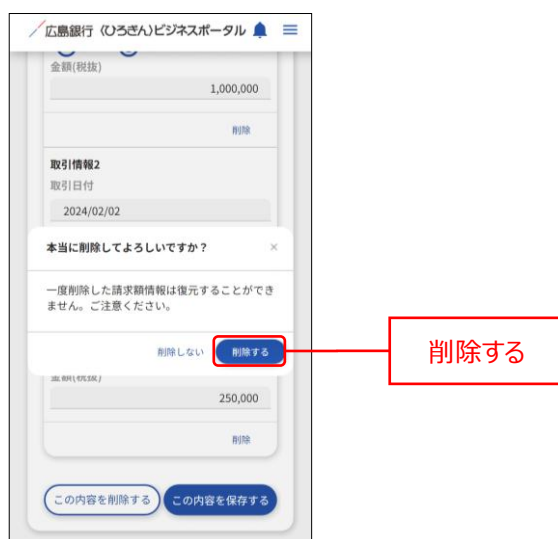 広島銀行 〈ひろぎん〉ビジネスポータル
金額(税抜)
1,000,000
削除
取引情報2
取引日付
2024/02/02
本当に削除してよろしいですか？ ×
一度削除した請求額情報は復元することができ
ません。ご注意ください。
削除しない 削除する
削除する
金額(税抜)
250,000
削除
この内容を削除する この内容を保存する